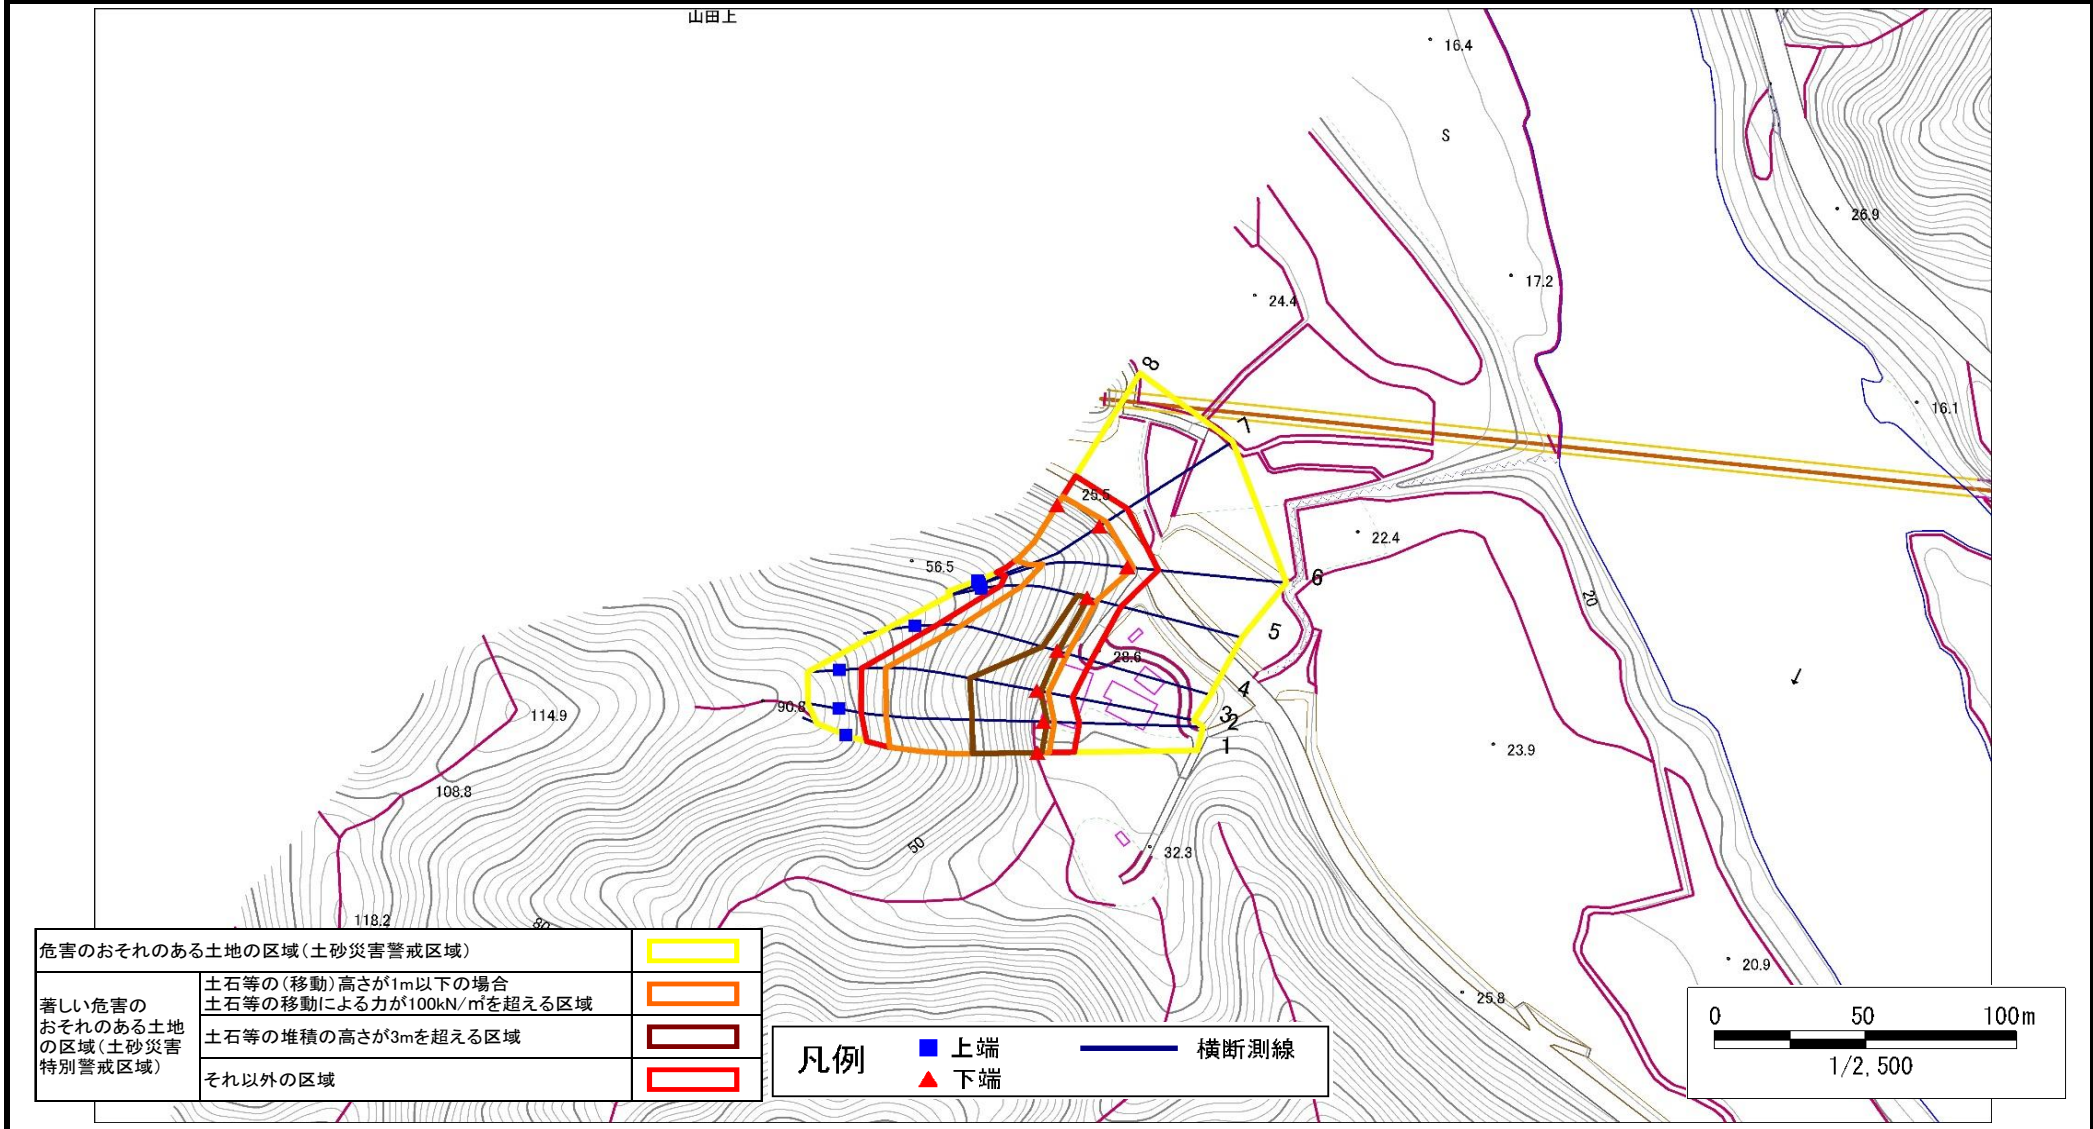 山田上
16.4
S
26.9
17.2
24.4
8
16.1
7
25.5
22.4
56.5
6
20
5
28.6
4
90.8
114.9
3
2
1
23.9
108.8
50
32.3
118.2
80
20.9
25.8
危害のおそれのある土地の区域(土砂災害警戒区域)
著しい危害の
おそれのある土地
の区域(土砂災害
特別警戒区域)
土石等の(移動)高さが1m以下の場合
土石等の移動による力が100kN/㎡を超える区域
土石等の堆積の高さが3mを超える区域
それ以外の区域
凡例
上端
下端
横断測線
0 50 100m
1/2,500